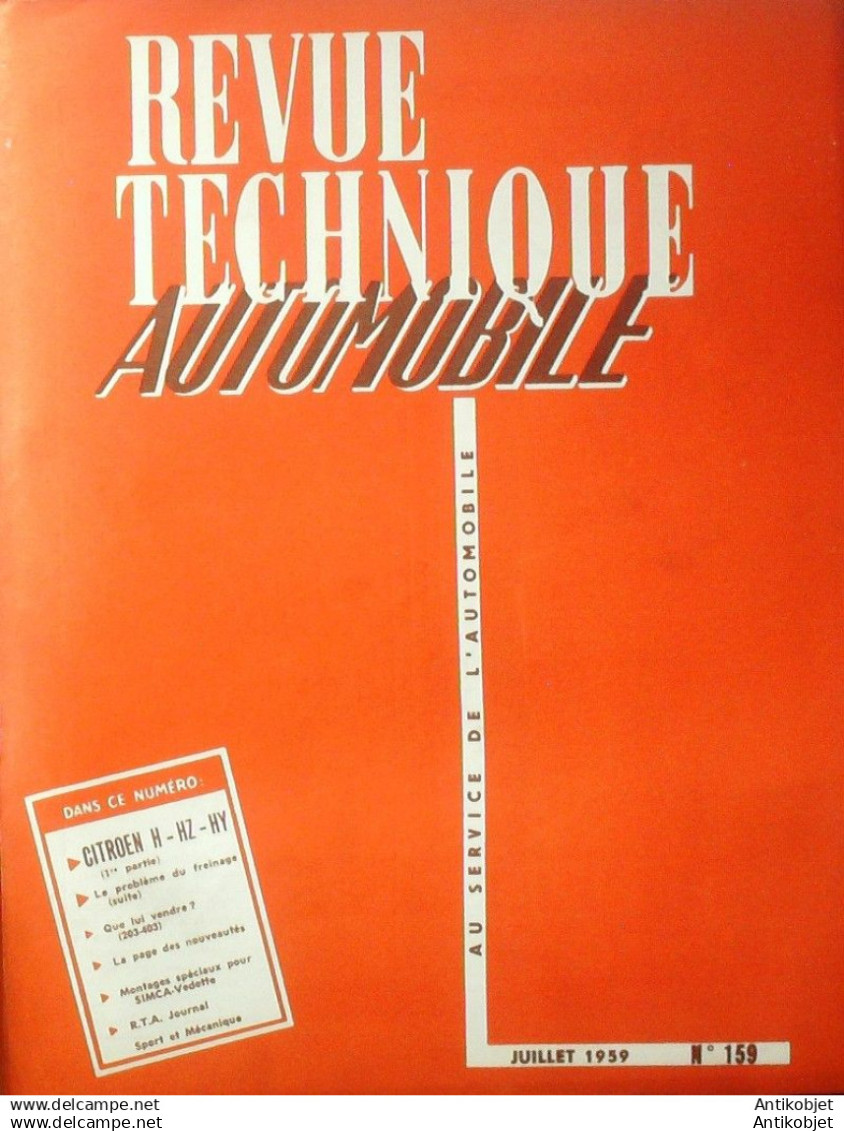 REVUE
TECHNIQUE
AUTOMOBILE
AU SERVICE DE L'AUTOMOBILE
DANS CE NUMÉRO:
CITROEN H-HZ-HY
(1re partie)
Le problème du freinage
(suite)
Que lui vendre?
(203-403)
La page des nouveautés
Montages spéciaux pour
SIMCA-Vedette
R.T.A. Journal
Sport et Mécanique
JUILLET 1959 N° 159
Antikobjet
Antikobjet
www.delcampe.net
www.delcampe.net
Antikobjet
Antikobjet